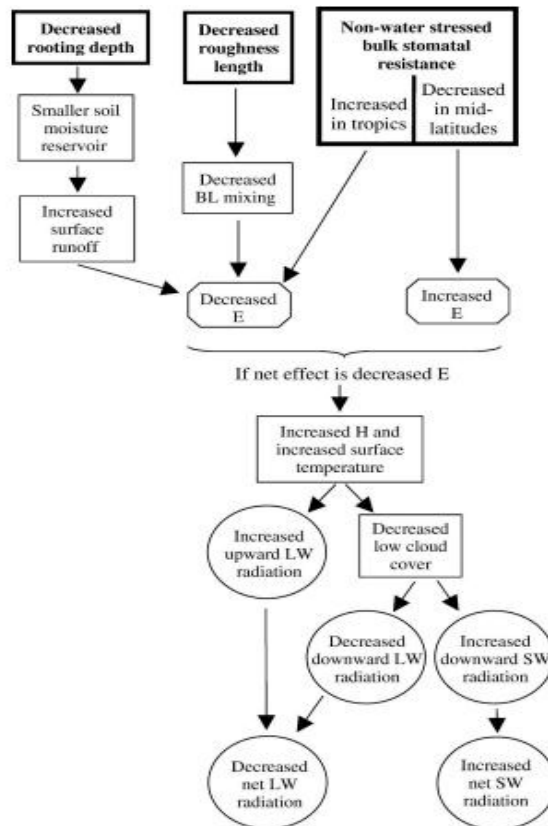 Decreased
rooting depth
Decreased
roughness
length
Non-water stressed
bulk stomatal
resistance
Increased
in tropics
Decreased
in mid-
latitudes
Smaller soil
moisture
reservoir
Decreased
BL mixing
Increased
surface
runoff
Decreased
E
Increased
E
If net effect is decreased E
Increased H and
increased surface
temperature
Increased
upward LW
radiation
Decreased
low cloud
cover
Decreased
downward LW
radiation
Increased
downward SW
radiation
Decreased
net LW
radiation
Increased
net SW
radiation